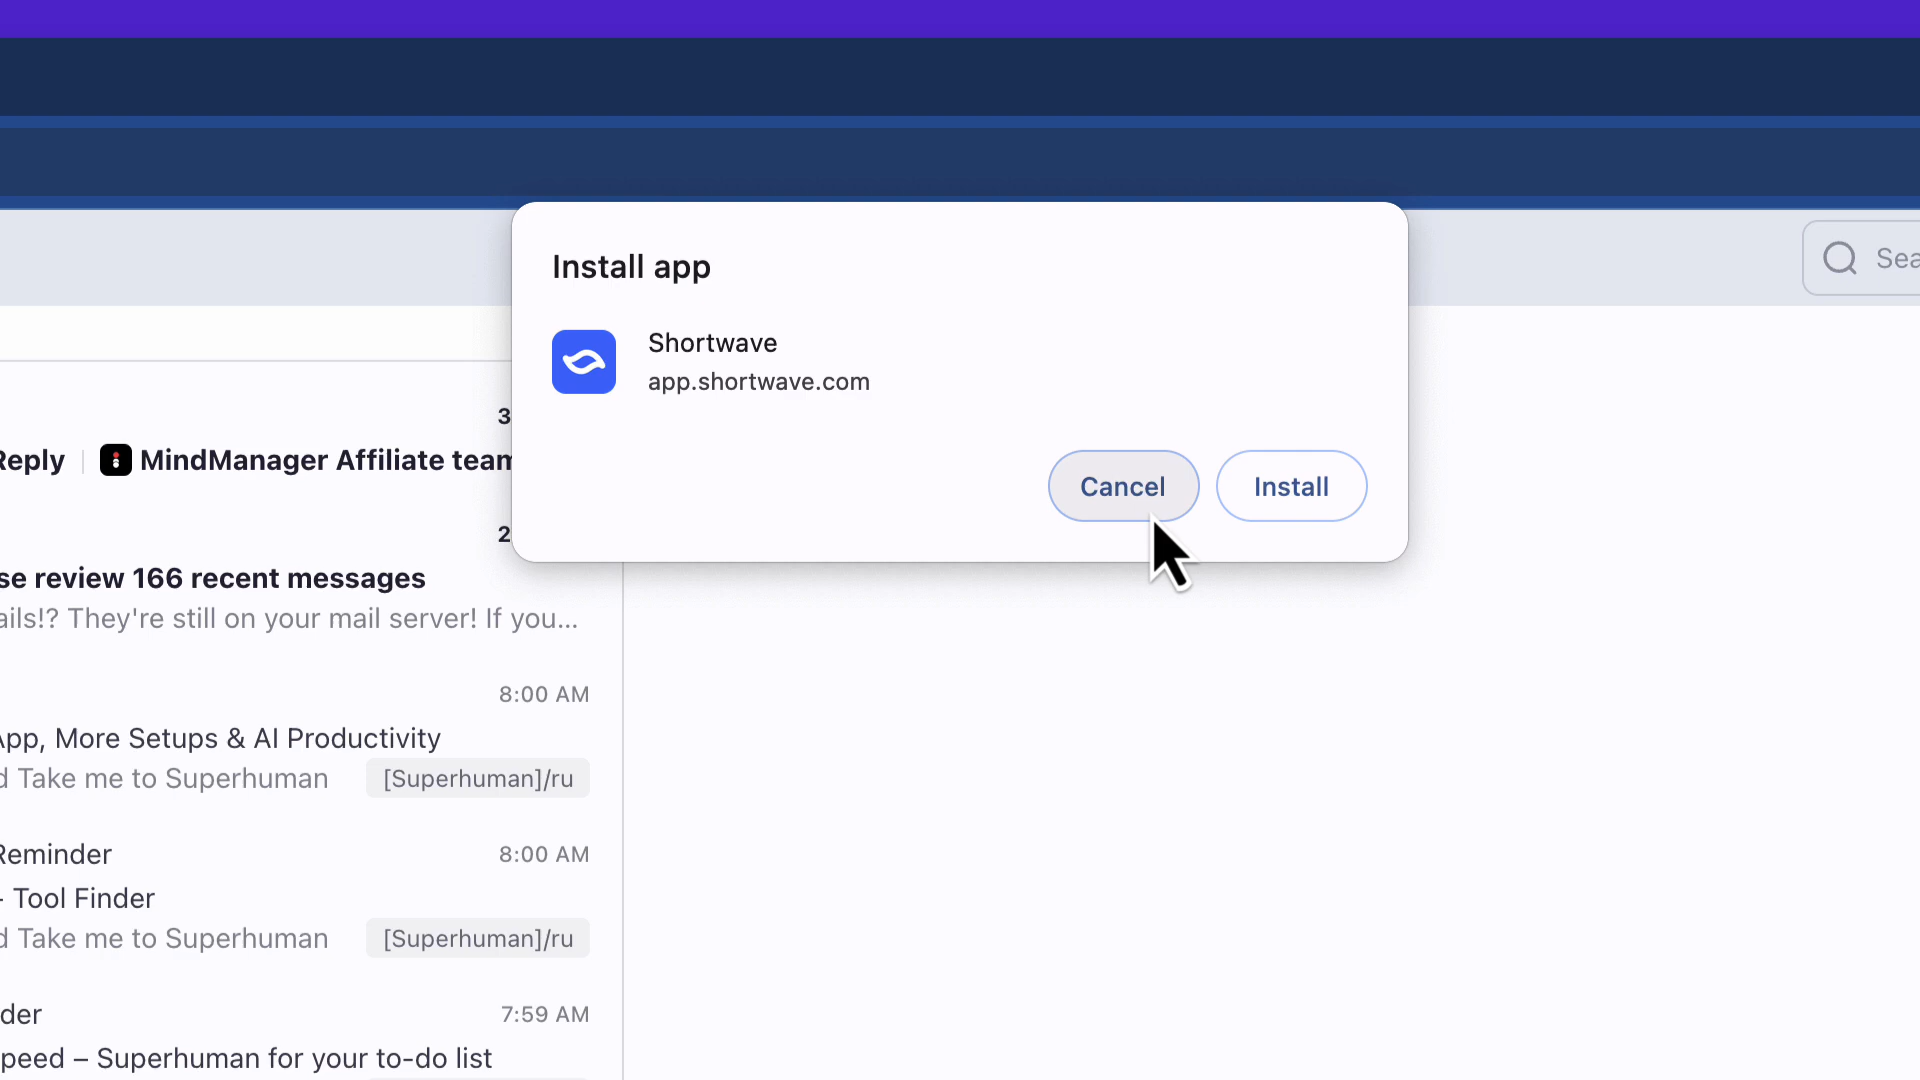 Install app
Shortwave
app.shortwave.com
Cancel
Install
Sea
3
Reply
MindManager Affiliate team
2
se review 166 recent messages
ails!? They're still on your mail server! If you...
8:00 AM
App, More Setups & AI Productivity
d Take me to Superhuman
[Superhuman]/ru
Reminder
8:00 AM
- Tool Finder
d Take me to Superhuman
[Superhuman]/ru
der
7:59 AM
peed – Superhuman for your to-do list